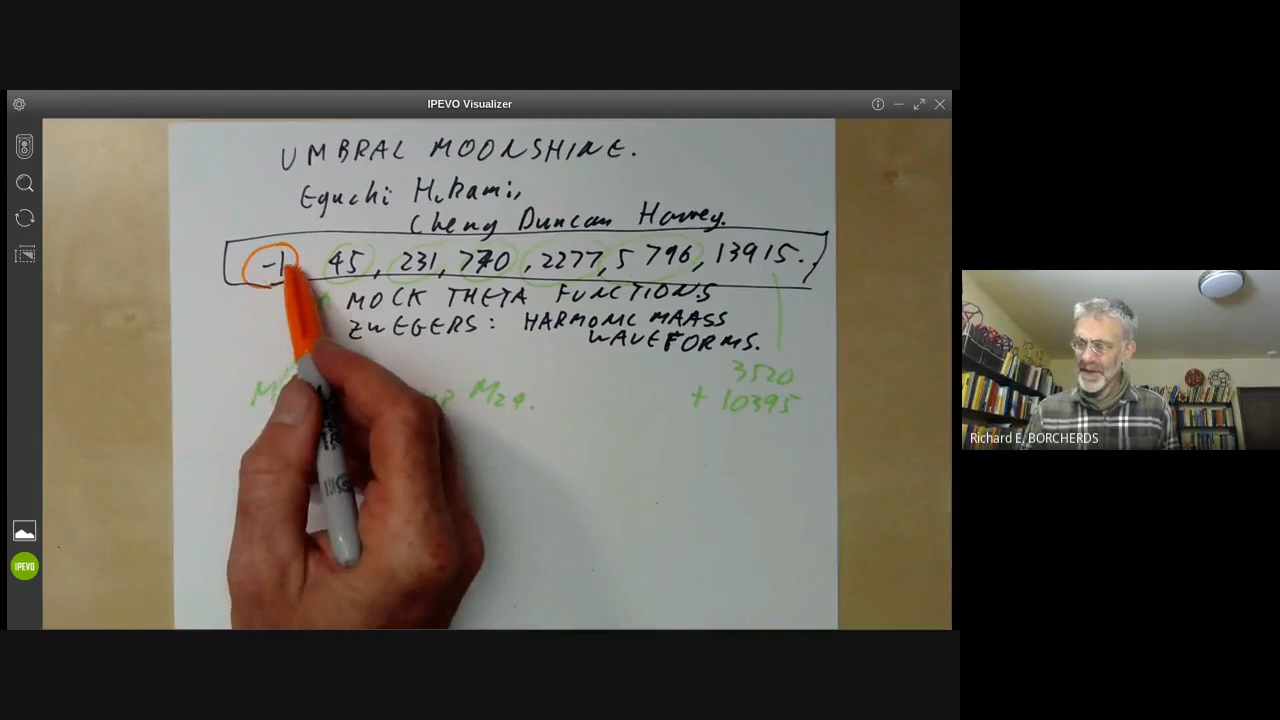 IPEVO Visualizer
UMBRAL MOONSHINE.
Eguchi Hikami,
Cheng Duncan Harvey.
-1 45, 231, 770, 2277, 5796, 13915.
MOCK THETA FUNCTIONS
ZWEGERS: HARMONIC MAASS
WAVEFORMS.
3520
+ 10395
M24.
IPEVO
Richard E. BORCHERDS